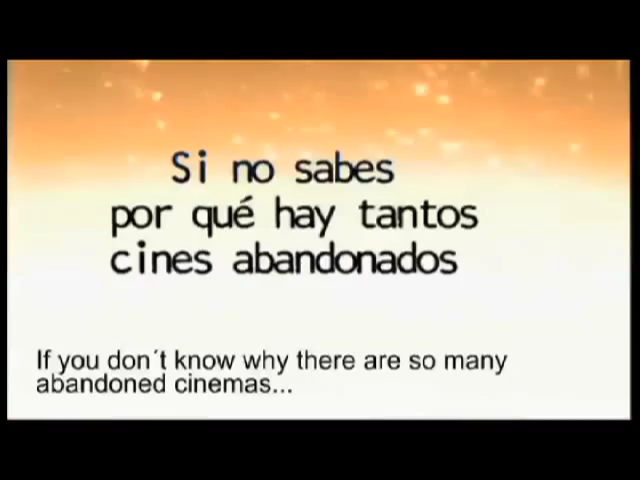 Si no sabes
por qué hay tantos
cines abandonados
If you don´t know why there are so many
abandoned cinemas...